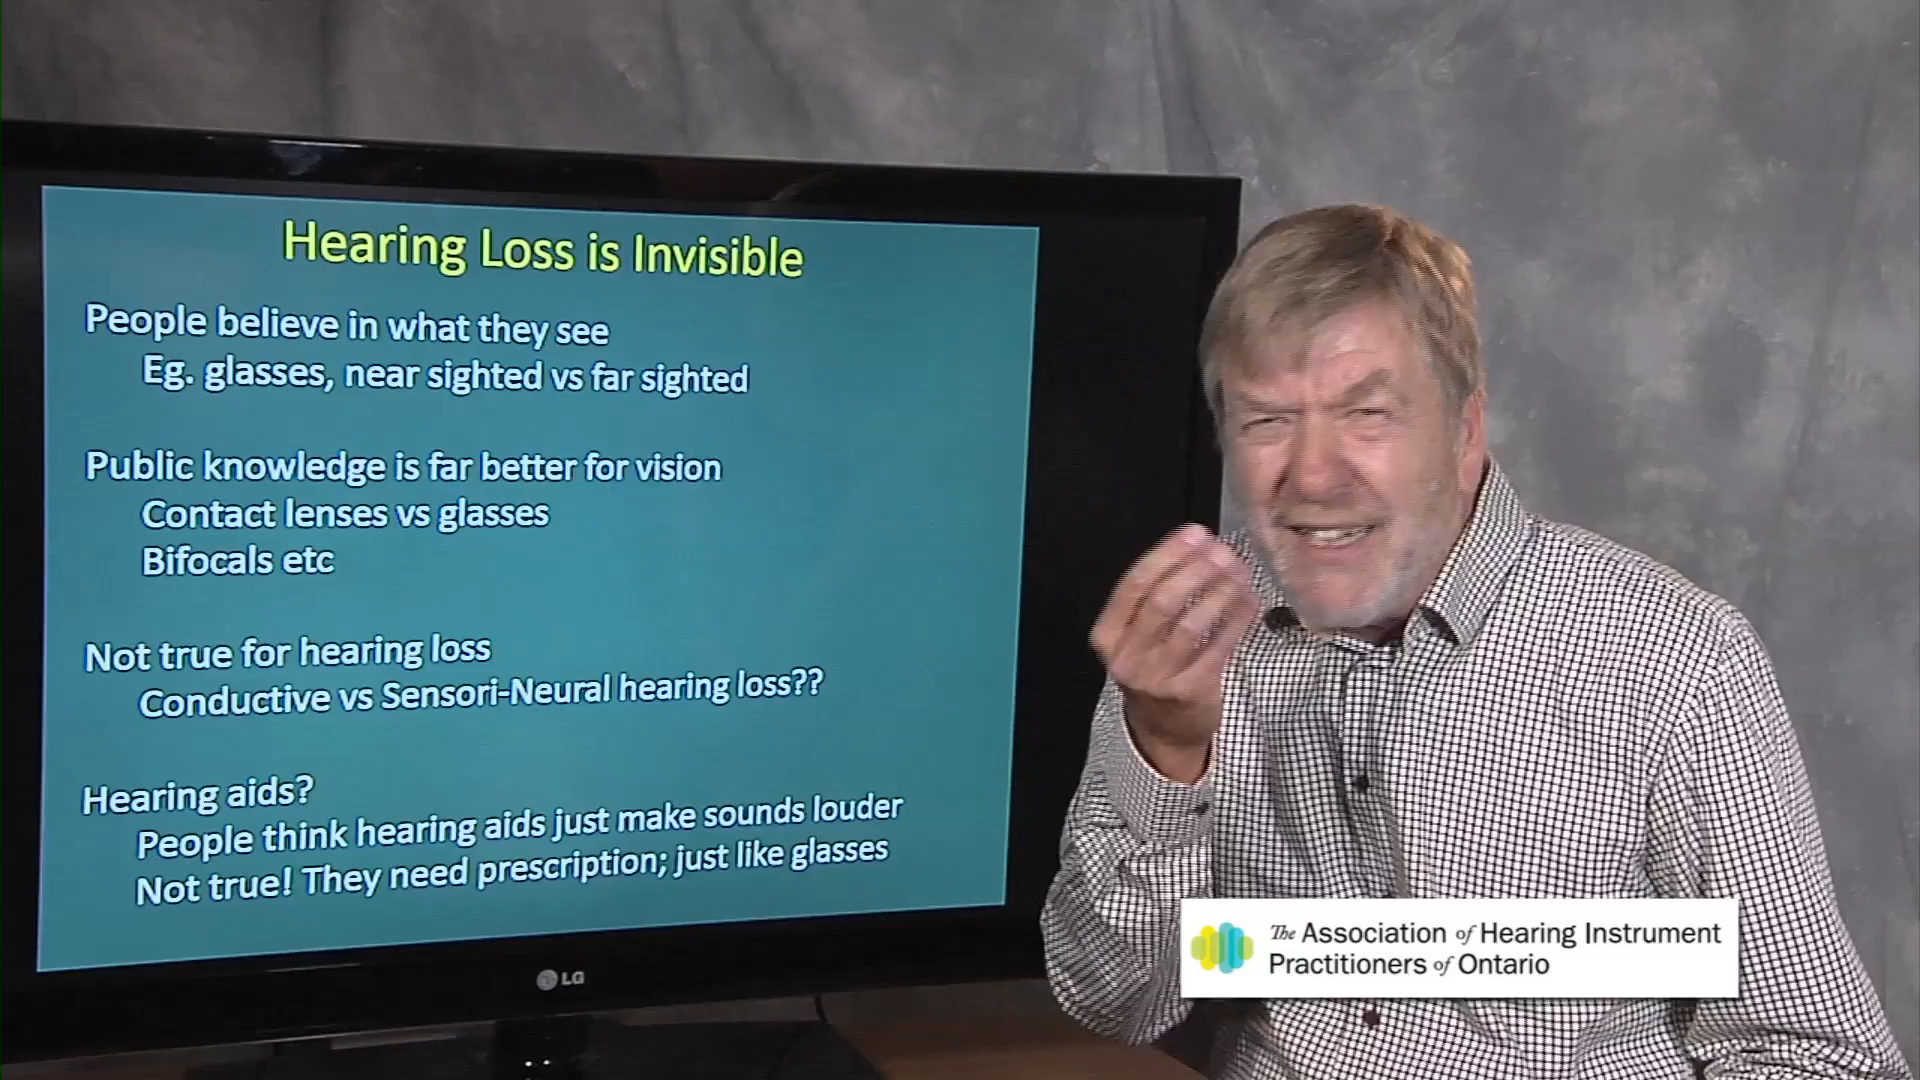 Hearing Loss is Invisible
People believe in what they see
Eg. glasses, near sighted vs far sighted
Public knowledge is far better for vision
Contact lenses vs glasses
Bifocals etc
Not true for hearing loss
Conductive vs Sensori-Neural hearing loss??
Hearing aids?
People think hearing aids just make sounds louder
Not true! They need prescription; just like glasses
LG
The Association of Hearing Instrument
Practitioners of Ontario